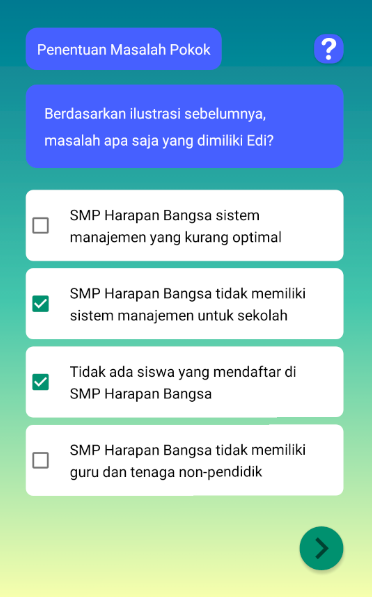 Penentuan Masalah Pokok
?
Berdasarkan ilustrasi sebelumnya,
masalah apa saja yang dimiliki Edi?
SMP Harapan Bangsa sistem
manajemen yang kurang optimal
SMP Harapan Bangsa tidak memiliki
sistem manajemen untuk sekolah
Tidak ada siswa yang mendaftar di
SMP Harapan Bangsa
SMP Harapan Bangsa tidak memiliki
guru dan tenaga non-pendidik